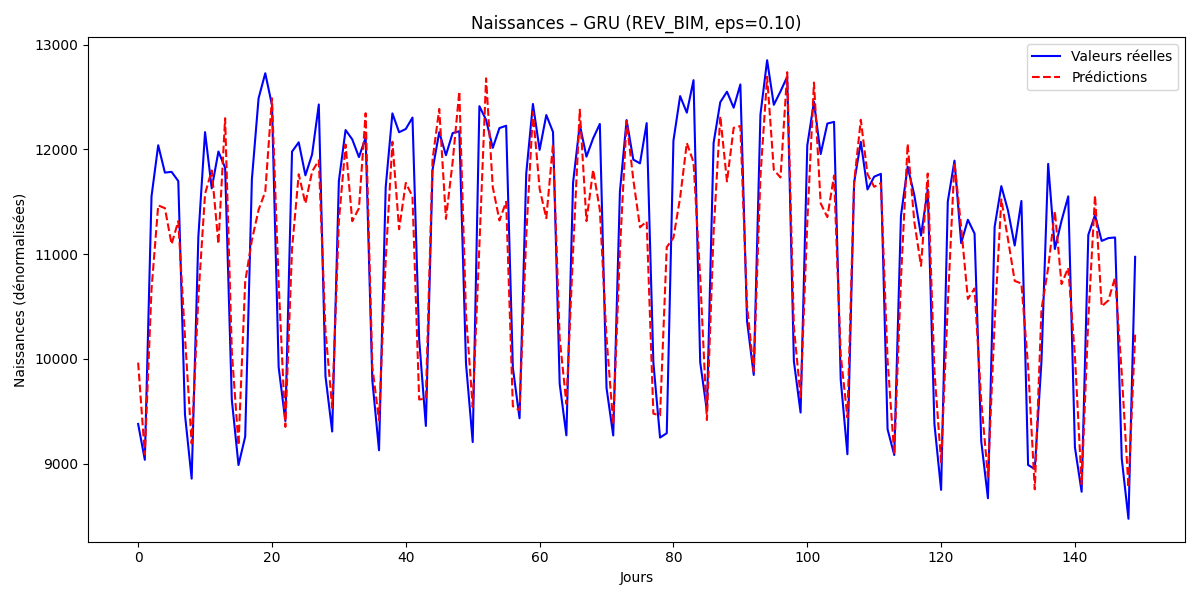 Naissances – GRU (REV_BIM, eps=0.10)
Valeurs réelles
Prédictions
Naissances (dénormalisées)
13000
12000
11000
10000
9000
0 20 40 60 80 100 120 140
Jours